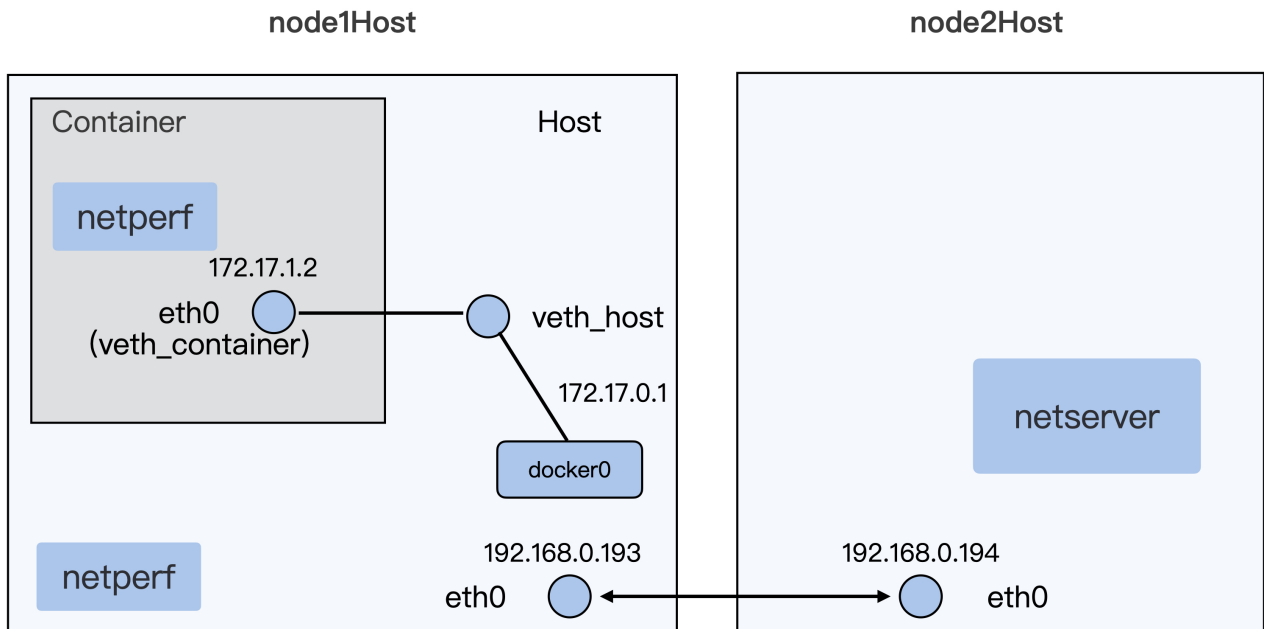 node1Host
node2Host
Container
Host
netperf
172.17.1.2
eth0
(veth_container)
veth_host
172.17.0.1
docker0
netserver
netperf
192.168.0.193
eth0
192.168.0.194
eth0